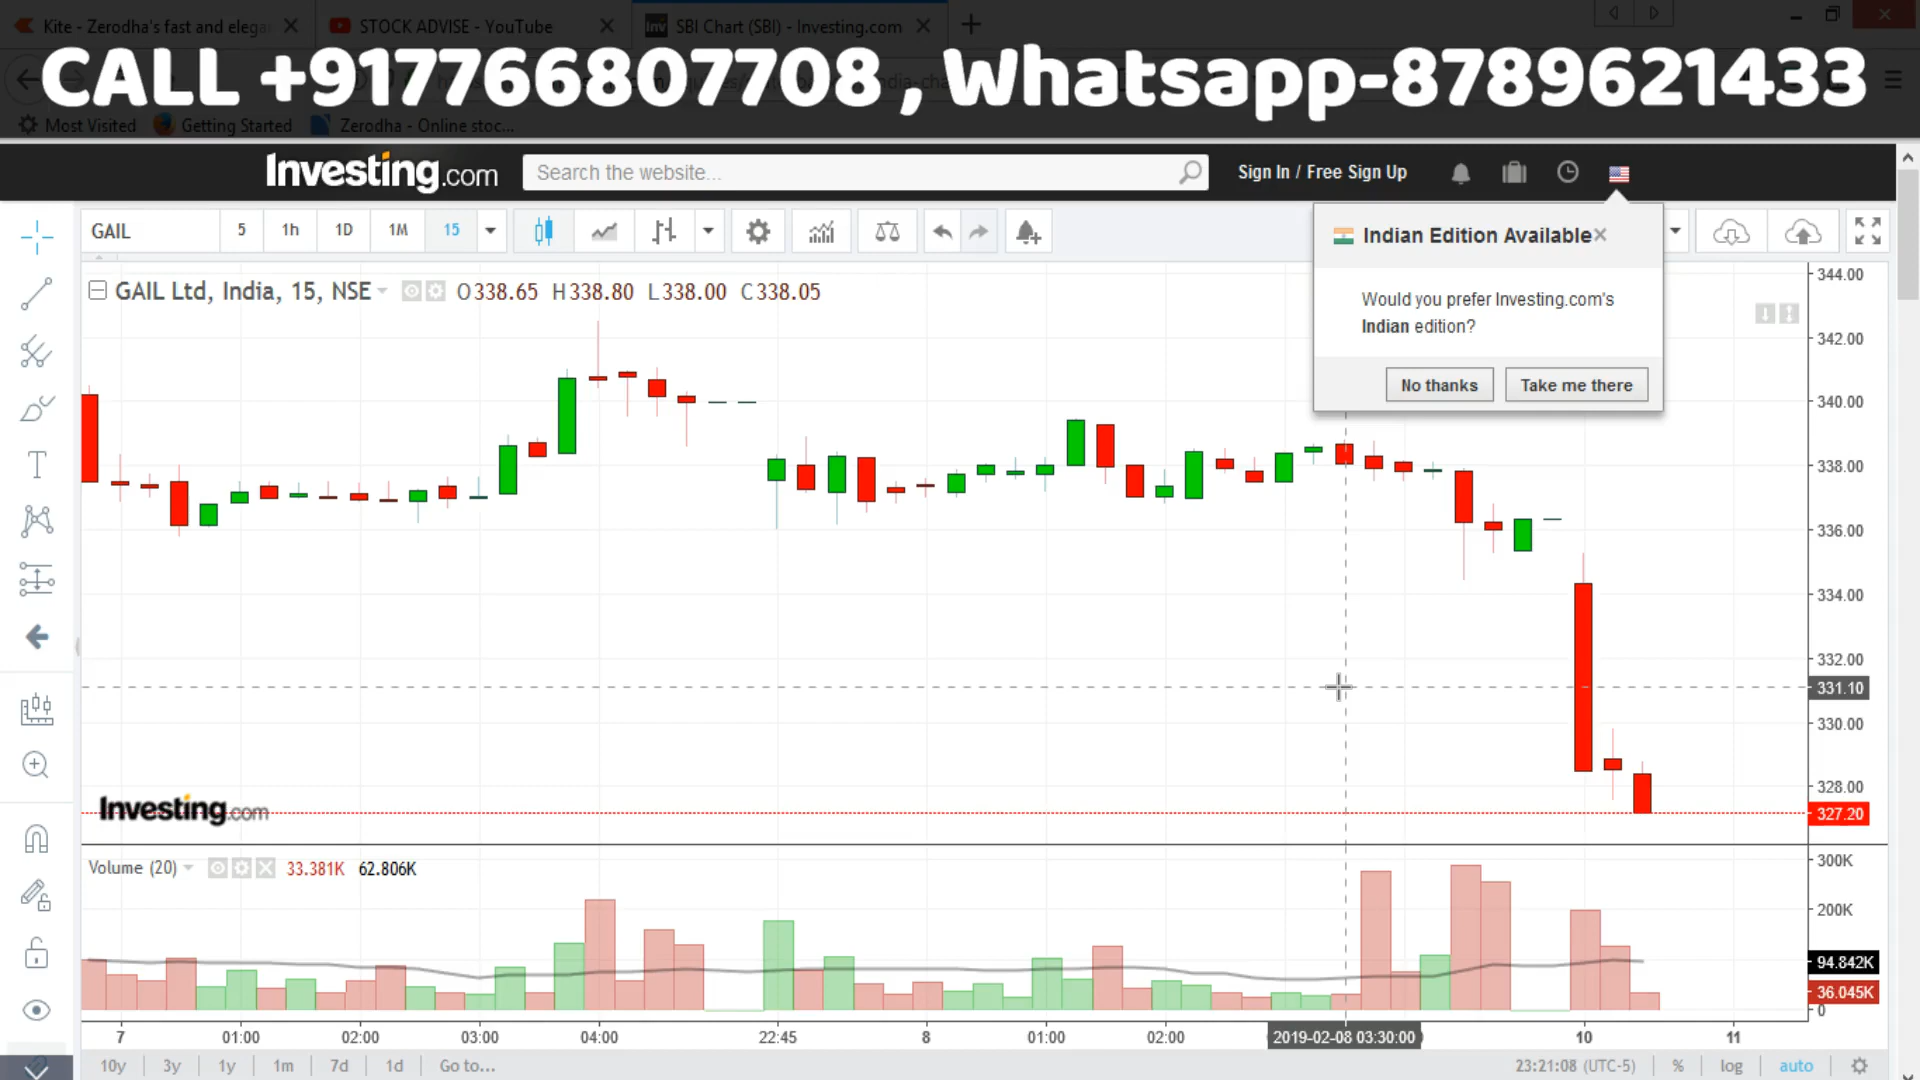 Kite - Zerodha's fast and elega
STOCK ADVISE - YouTube
SBI Chart (SBI) - Investing.com
CALL +917766807708 , Whatsapp-8789621433
Most Visited
Getting Started
Zerodha - Online stoc...
Investing.com
Search the website...
Sign In / Free Sign Up
GAIL
5
1h
1D
1M
15
Indian Edition Available
Would you prefer Investing.com's
Indian edition?
No thanks
Take me there
GAIL Ltd, India, 15, NSE
O338.65 H338.80 L338.00 C338.05
344.00
342.00
340.00
338.00
336.00
334.00
332.00
331.10
330.00
328.00
327.20
Investing.com
Volume (20)
33.381K
62.806K
300K
200K
94.842K
36.045K
0
7
01:00
02:00
03:00
04:00
22:45
8
01:00
02:00
2019-02-08 03:30:00
10
11
10y
3y
1y
1m
7d
1d
Go to...
23:21:08 (UTC-5)
%
log
auto